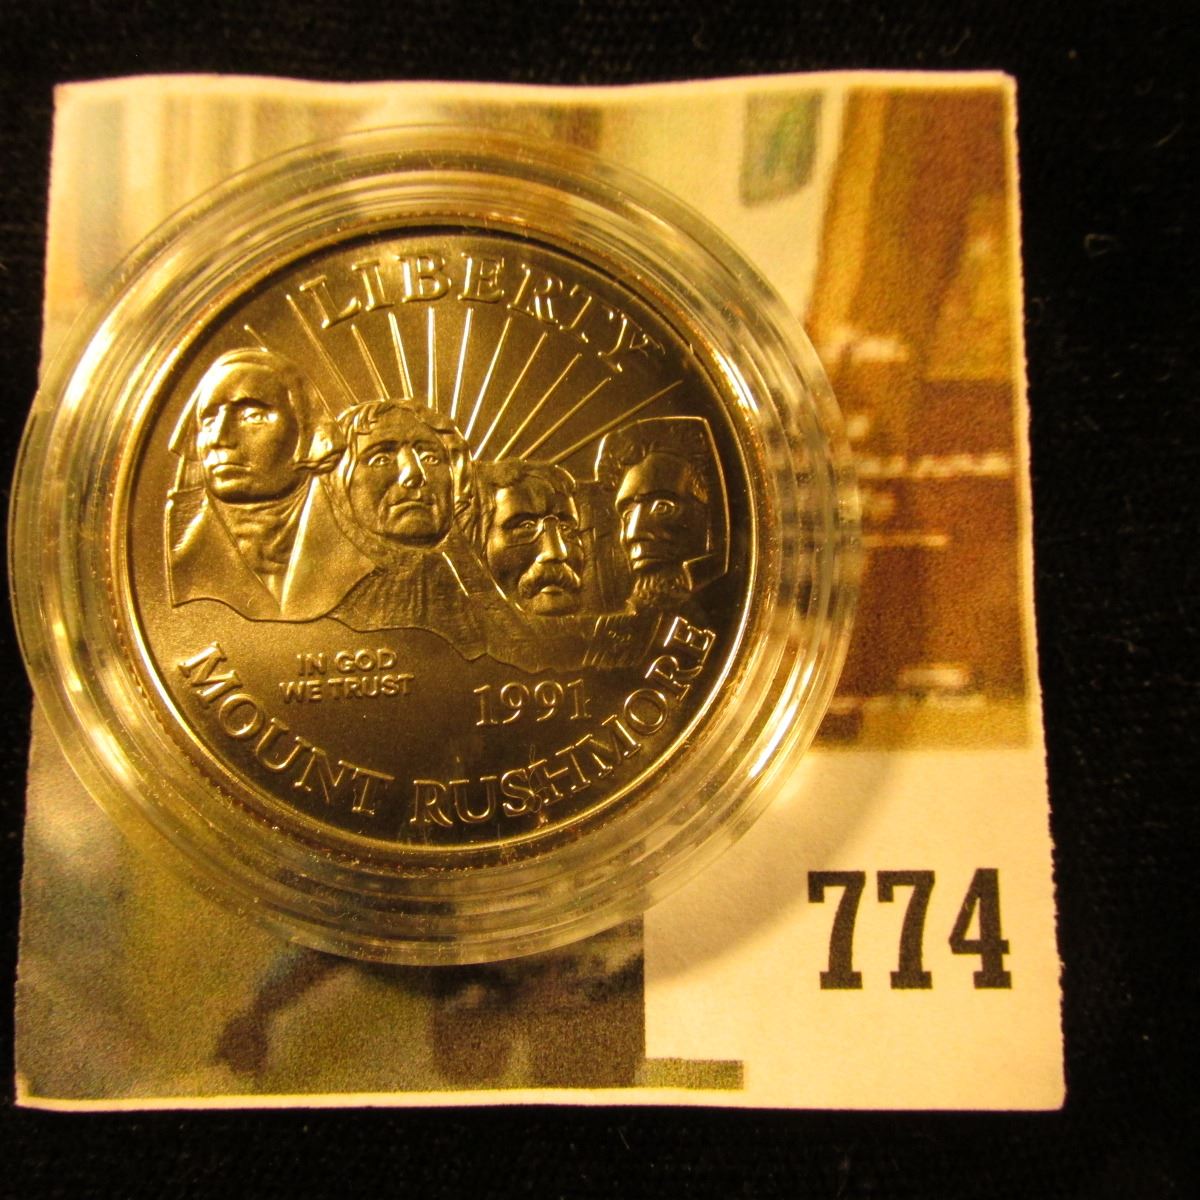 LIBERTY
IN GOD
WE TRUST
1991
MOUNT RUSHMORE
774